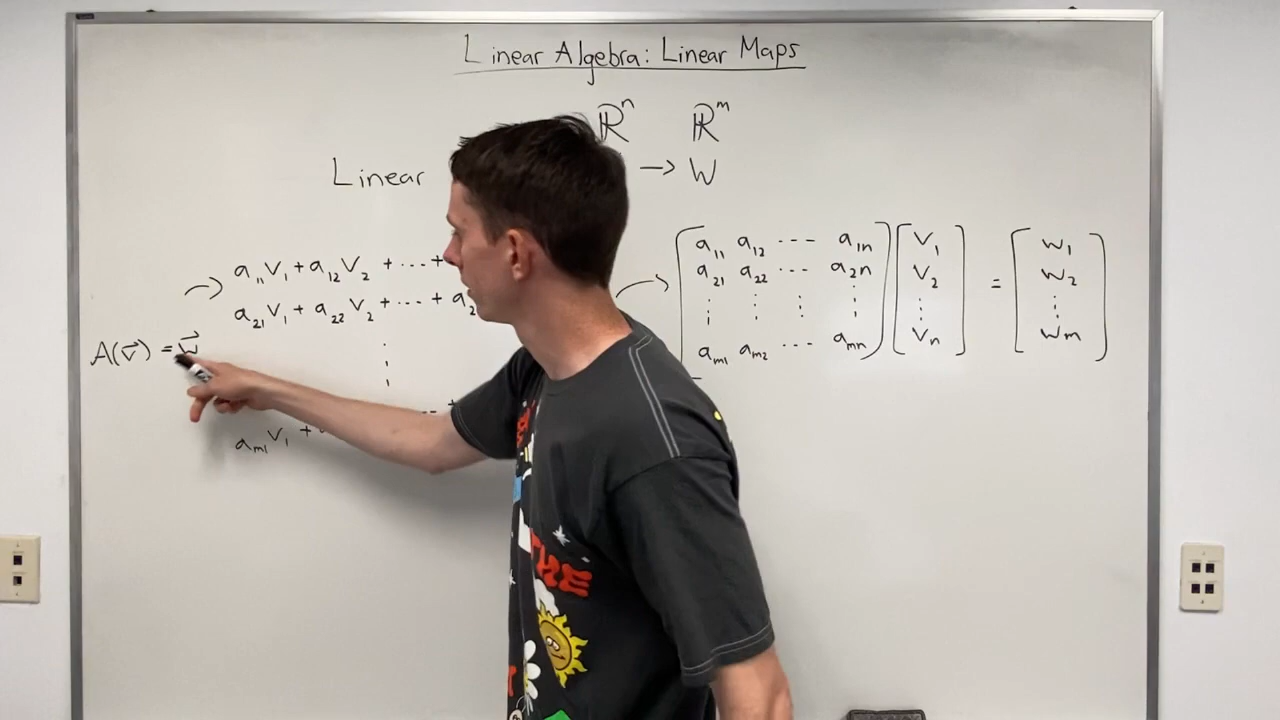 Linear Algebra: Linear Maps
ℝⁿ ℝᵐ
Linear → W
a₁₁v₁ + a₁₂v₂ + ... +
a₂₁v₁ + a₂₂v₂ + ... + a₂
A(v⃗) = w⃗
⋮
aₘ₁v₁ +
[a₁₁ a₁₂ ... a₁ₙ] [v₁] = [w₁]
[a₂₁ a₂₂ ... a₂ₙ] [v₂] [w₂]
⋮ ⋮ ⋮ ⋮ ⋮ ⋮
[aₘ₁ aₘ₂ ... aₘₙ] [vₙ] [wₘ]
THE